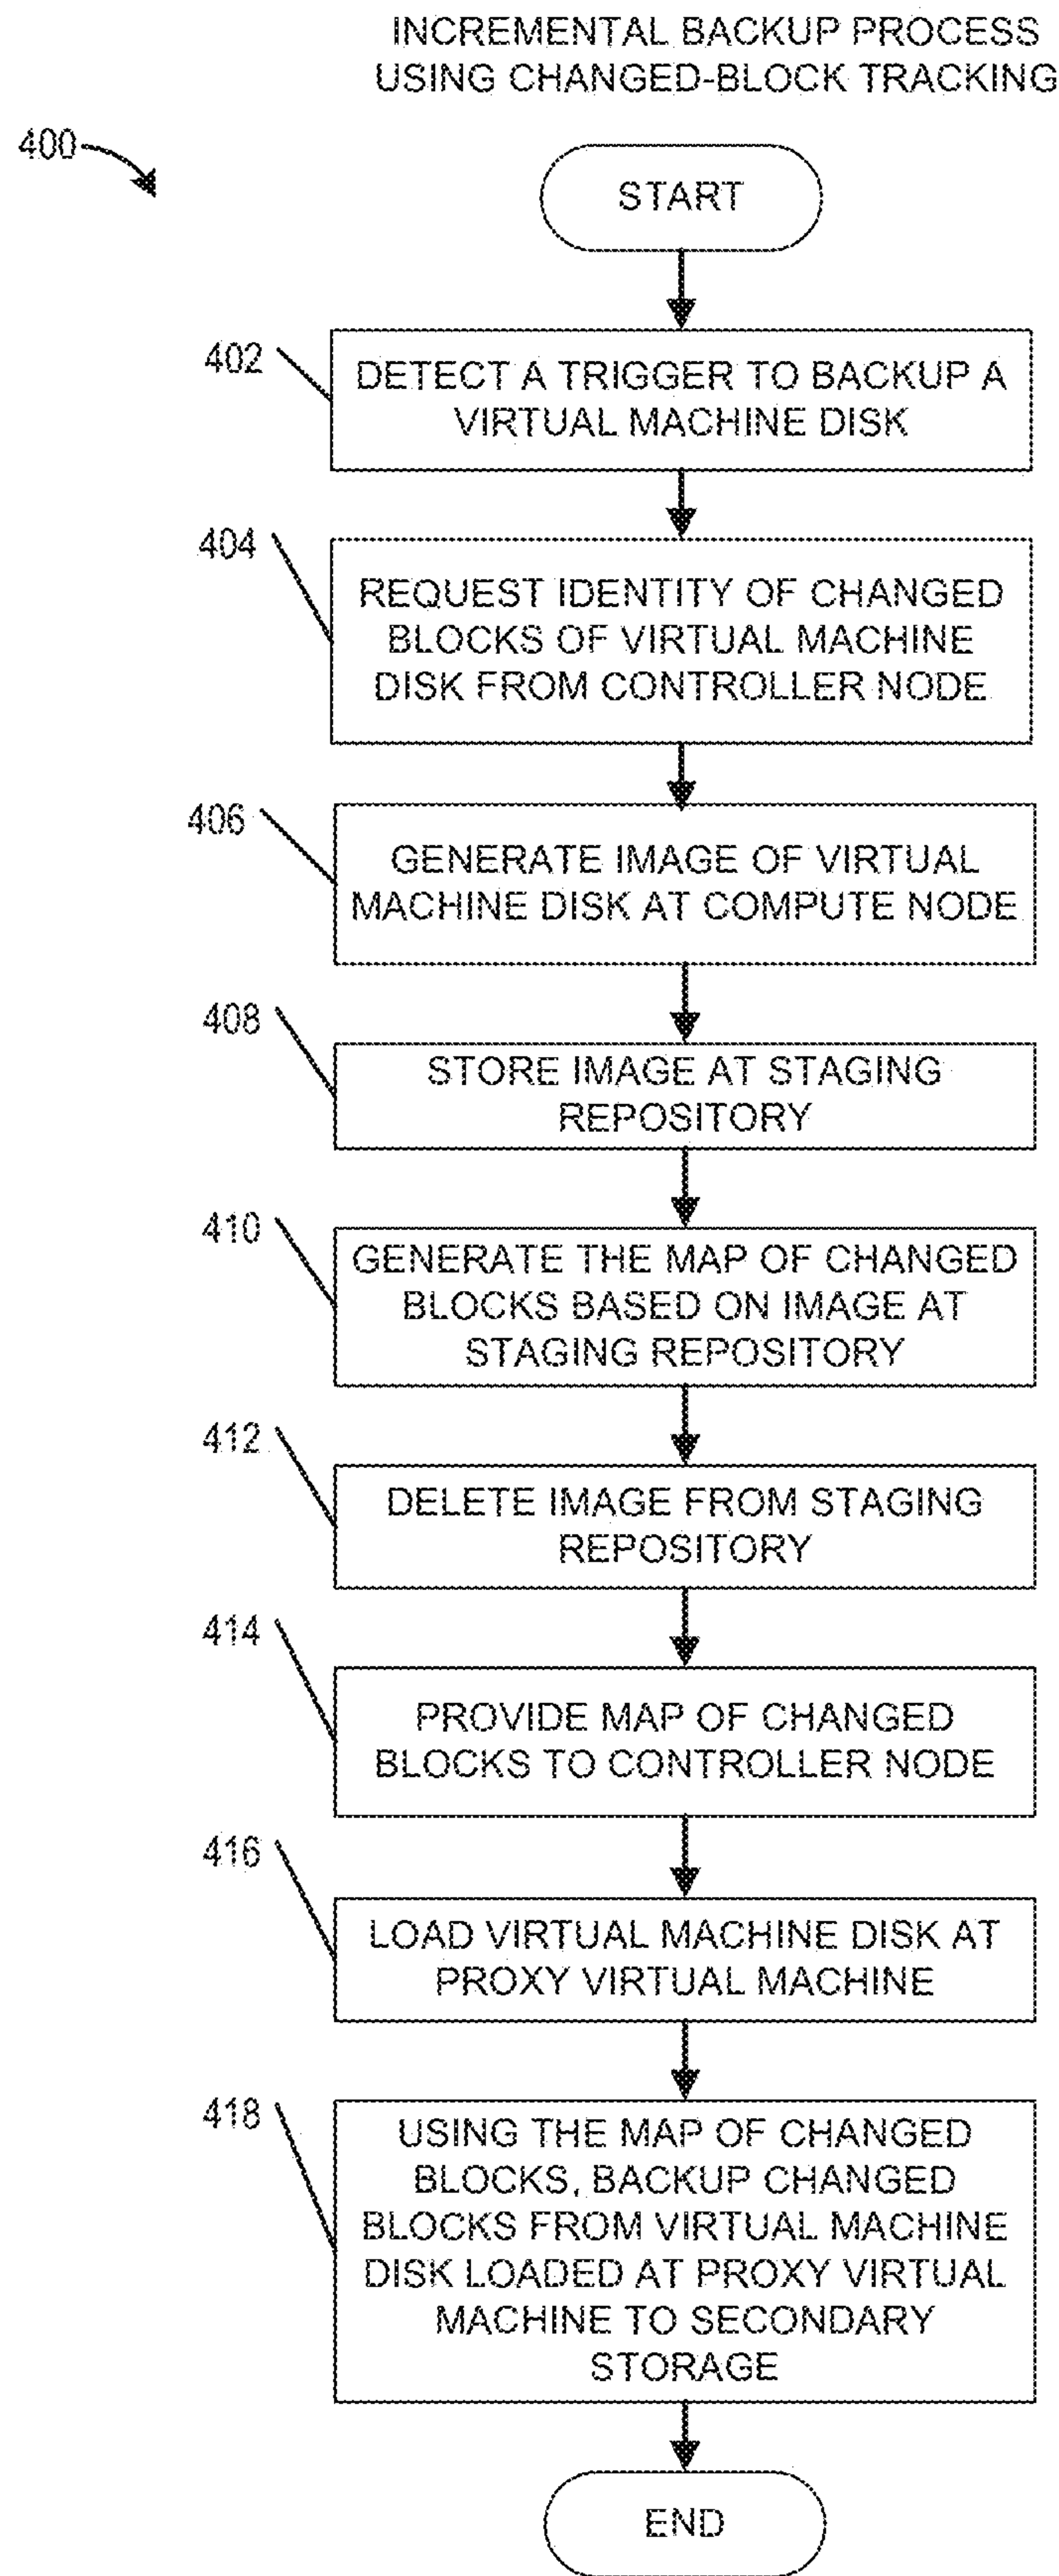 INCREMENTAL BACKUP PROCESS
USING CHANGED-BLOCK TRACKING
400
START
402
DETECT A TRIGGER TO BACKUP A
VIRTUAL MACHINE DISK
404
REQUEST IDENTITY OF CHANGED
BLOCKS OF VIRTUAL MACHINE
DISK FROM CONTROLLER NODE
406
GENERATE IMAGE OF VIRTUAL
MACHINE DISK AT COMPUTE NODE
408
STORE IMAGE AT STAGING
REPOSITORY
410
GENERATE THE MAP OF CHANGED
BLOCKS BASED ON IMAGE AT
STAGING REPOSITORY
412
DELETE IMAGE FROM STAGING
REPOSITORY
414
PROVIDE MAP OF CHANGED
BLOCKS TO CONTROLLER NODE
416
LOAD VIRTUAL MACHINE DISK AT
PROXY VIRTUAL MACHINE
418
USING THE MAP OF CHANGED
BLOCKS, BACKUP CHANGED
BLOCKS FROM VIRTUAL MACHINE
DISK LOADED AT PROXY VIRTUAL
MACHINE TO SECONDARY
STORAGE
END